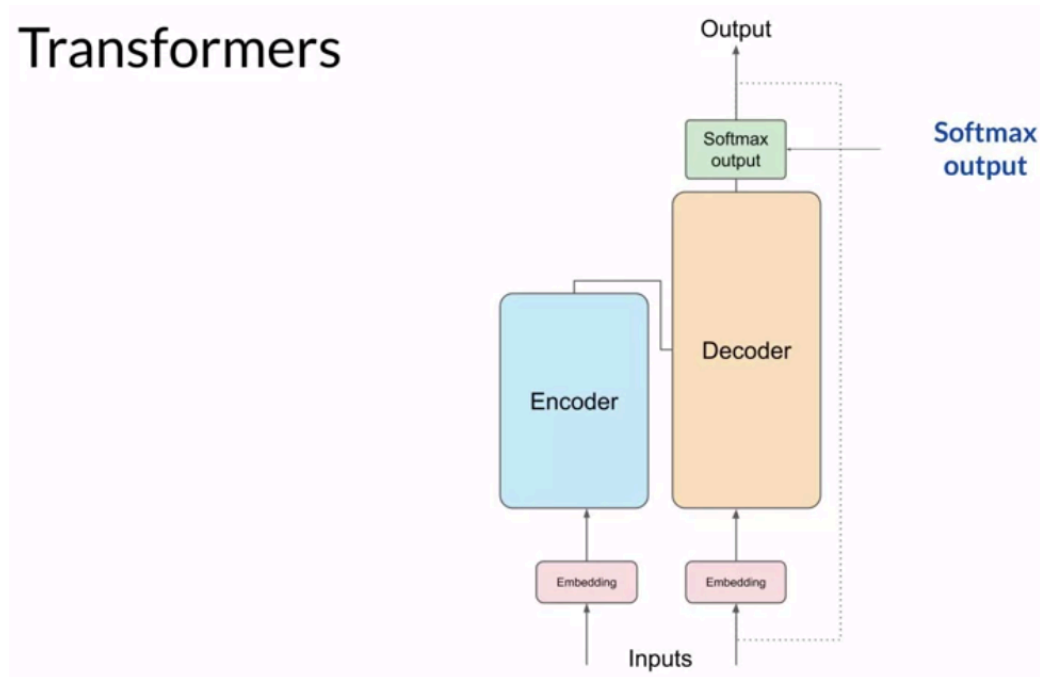 Transformers
Output
Softmax
output
Softmax
output
Decoder
Encoder
Embedding
Embedding
Inputs